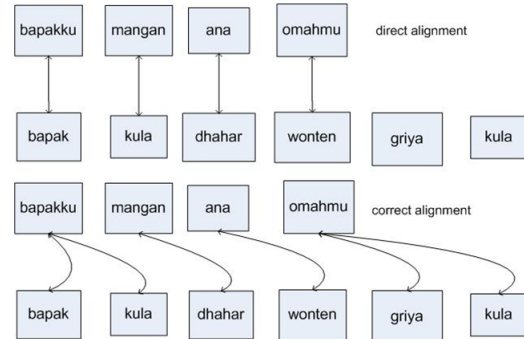 bapakku mangan ana omahmu direct alignment
bapak kula dhahar wonten griya kula
bapakku mangan ana omahmu correct alignment
bapak kula dhahar wonten griya kula